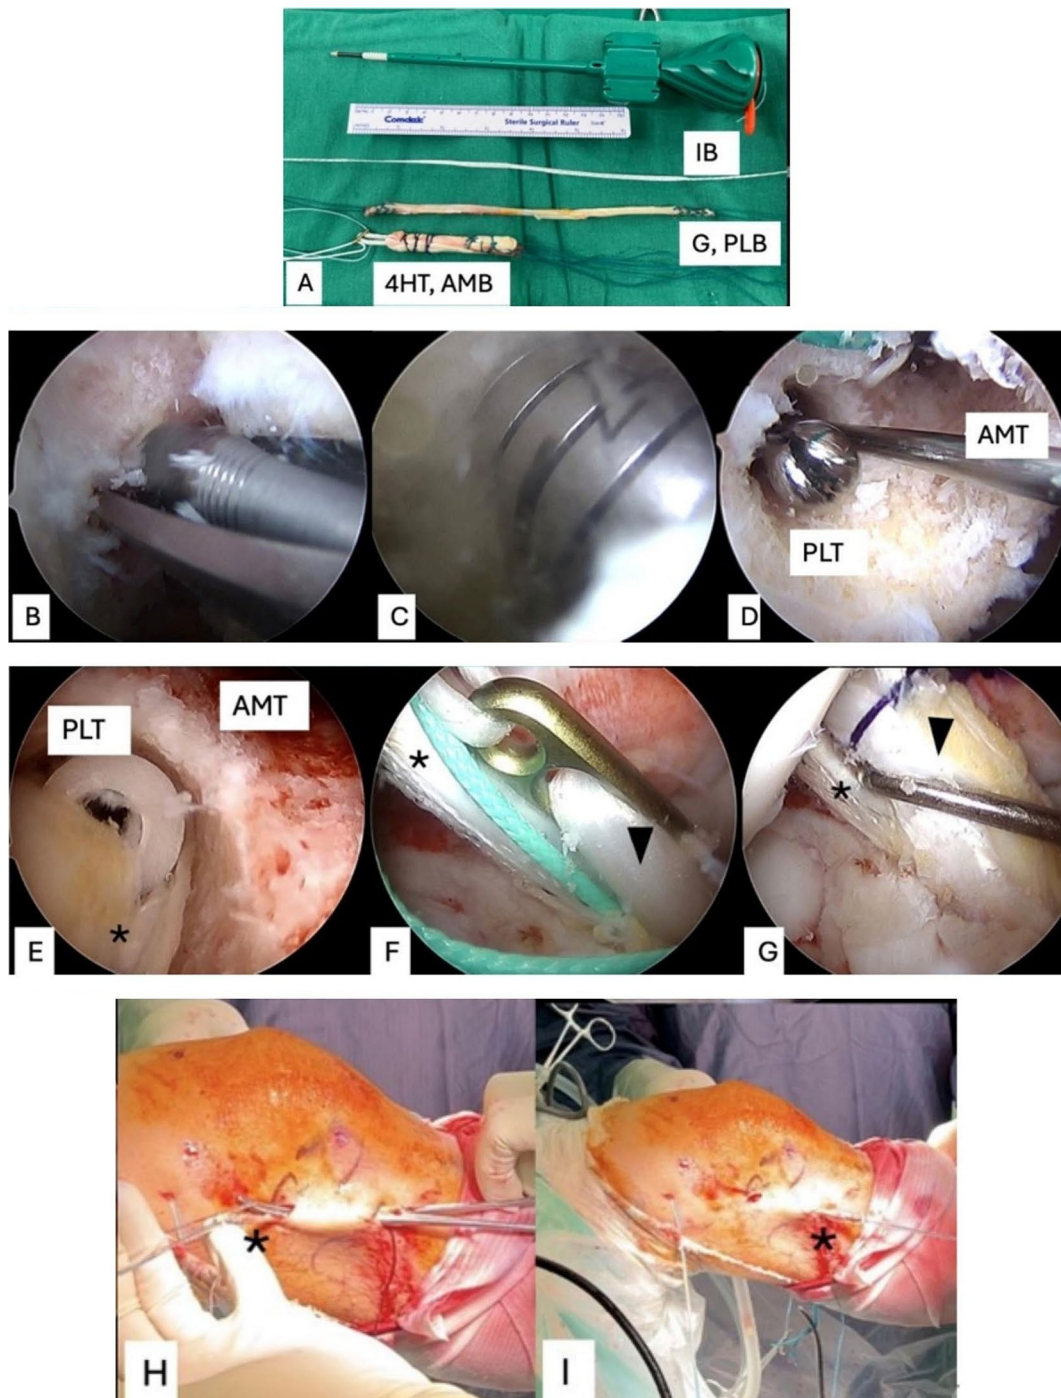 Comdek
Sterile Surgical Ruler
IB
G, PLB
A
4HT, AMB
B
C
AMT
PLT
D
PLT
AMT
*
E
*
F
*
G
*
H
*
I